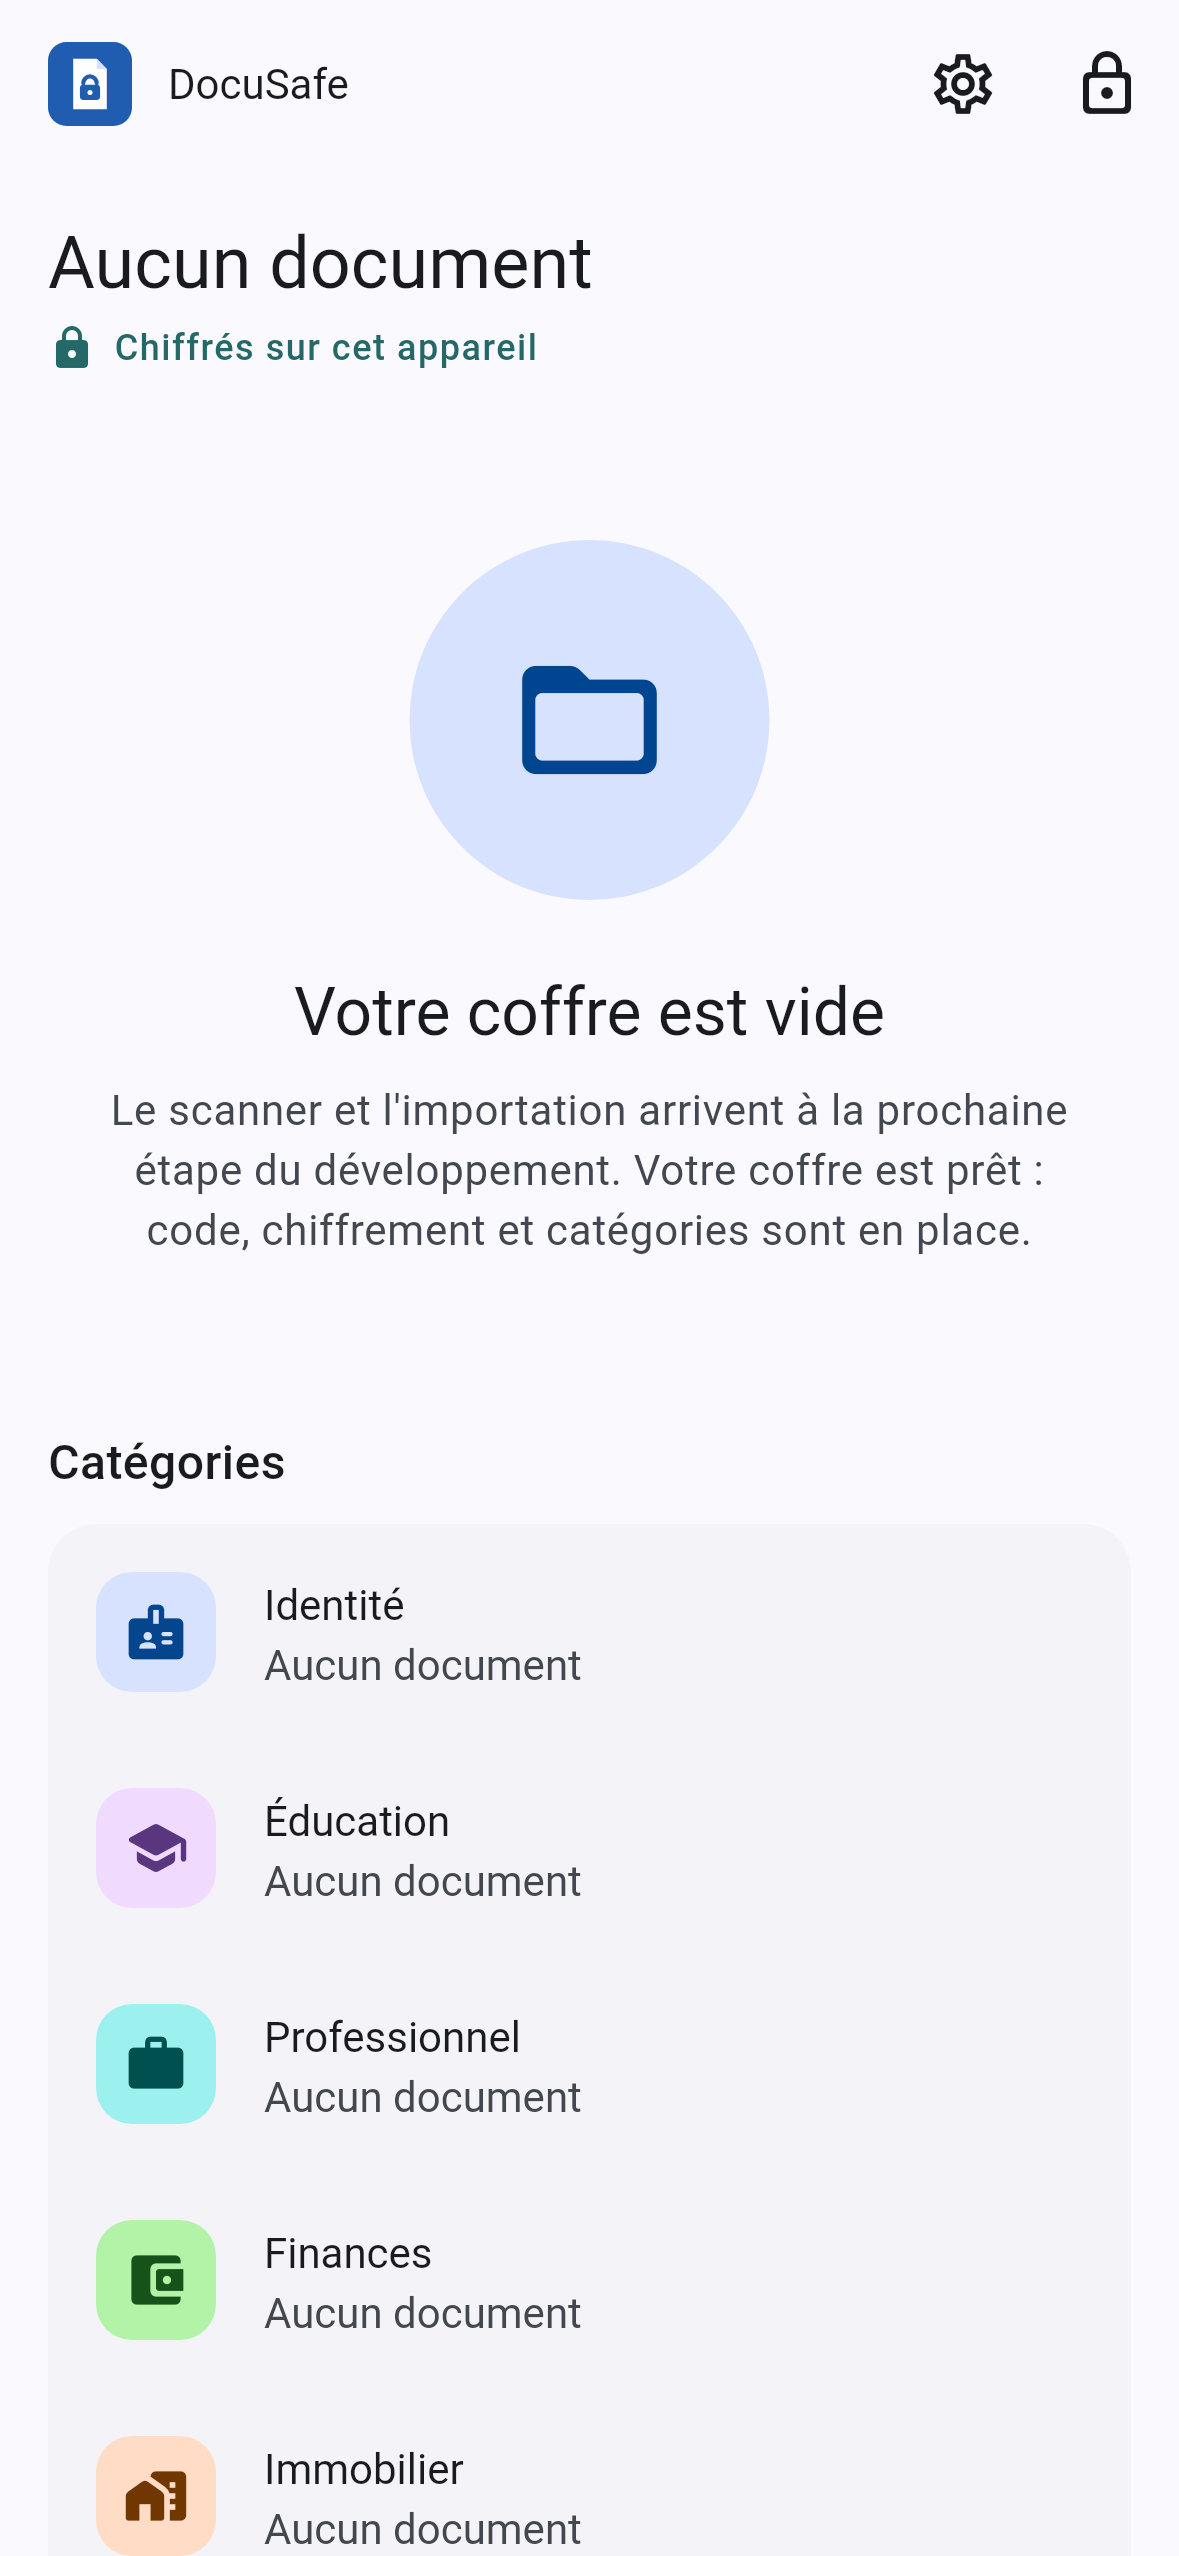 DocuSafe
Aucun document
Chiffrés sur cet appareil
Votre coffre est vide
Le scanner et l'importation arrivent à la prochaine
étape du développement. Votre coffre est prêt :
code, chiffrement et catégories sont en place.
Catégories
Identité
Aucun document
Éducation
Aucun document
Professionnel
Aucun document
Finances
Aucun document
Immobilier
Aucun document